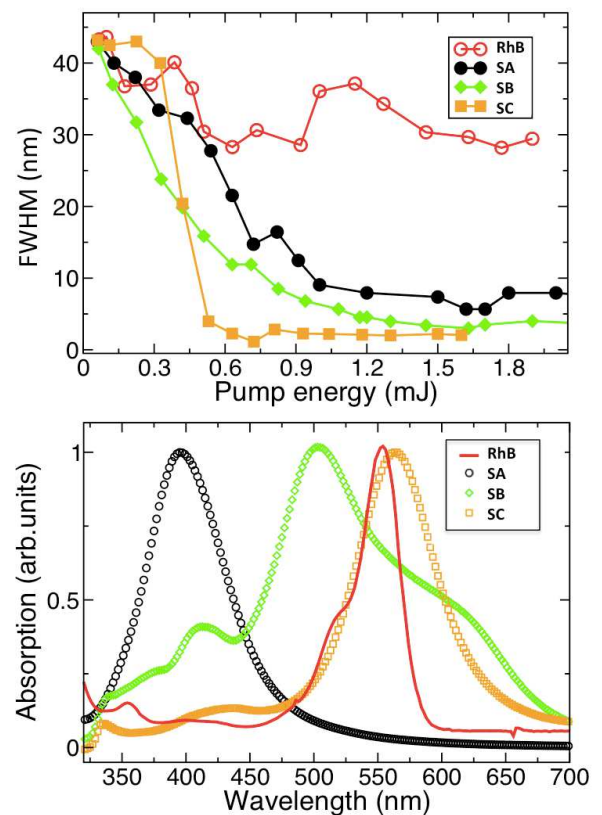 50
40
30
20
10
0
FWHM (nm)
RhB
SA
SB
SC
0 0.3 0.6 0.9 1.2 1.5 1.8
Pump energy (mJ)
1
0.5
0
Absorption (arb.units)
RhB
SA
SB
SC
350 400 450 500 550 600 650 700
Wavelength (nm)